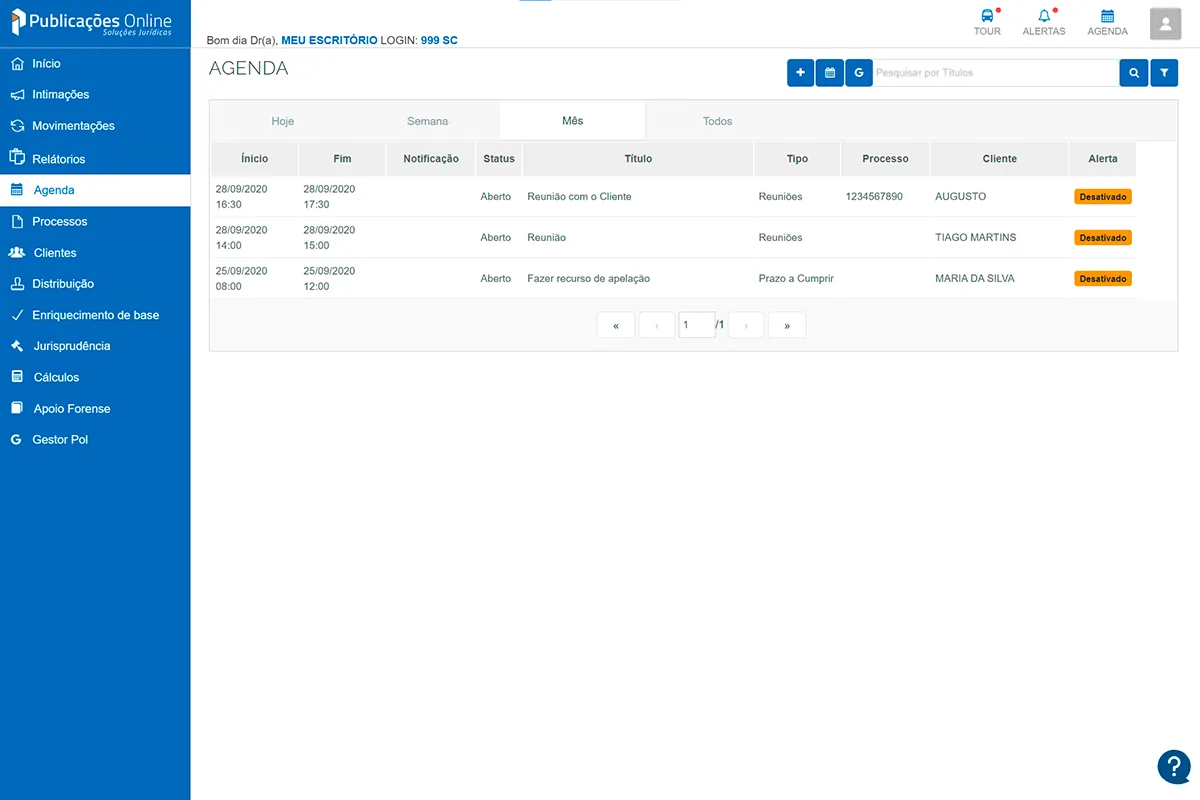 Publicações Online
Soluções Jurídicas
Bom dia Dr(a), MEU ESCRITÓRIO LOGIN: 999 SC
TOUR ALERTAS AGENDA
Início
Intimações
Movimentações
Relátorios
Agenda
Processos
Clientes
Distribuição
Enriquecimento de base
Jurisprudência
Cálculos
Apoio Forense
Gestor Pol
AGENDA
+ G Pesquisar por Títulos
Hoje Semana Mês Todos
Ínicio Fim Notificação Status Título Tipo Processo Cliente Alerta
28/09/2020 28/09/2020
16:30 17:30 Aberto Reunião com o Cliente Reuniões 1234567890 AUGUSTO Desativado
28/09/2020 28/09/2020
14:00 15:00 Aberto Reunião Reuniões TIAGO MARTINS Desativado
25/09/2020 25/09/2020
08:00 12:00 Aberto Fazer recurso de apelação Prazo a Cumprir MARIA DA SILVA Desativado
« ‹ 1 /1 › »
?